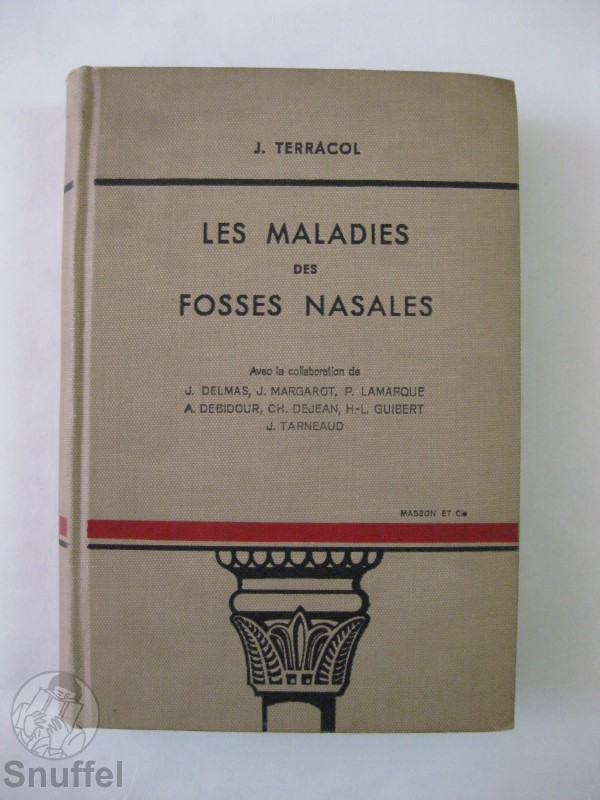 J. TERRACOL
LES MALADIES
DES
FOSSES NASALES
Avec la collaboration de
J. DELMAS, J. MARGAROT, P. LAMARQUE
A. DEBIDOUR, CH. DEJEAN, H.-L. GUIBERT
J. TARNEAUD
MASSON ET Cie
Snuffel